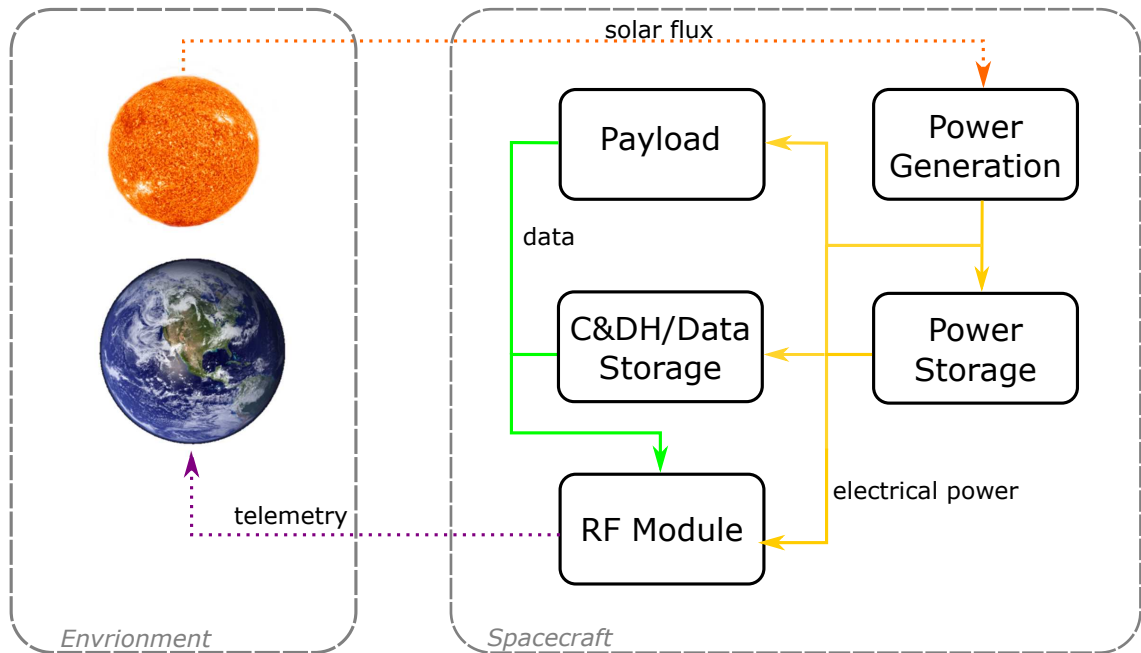 solar flux
Payload
Power
Generation
data
C&DH/Data
Storage
Power
Storage
electrical power
telemetry
RF Module
Envrionment
Spacecraft